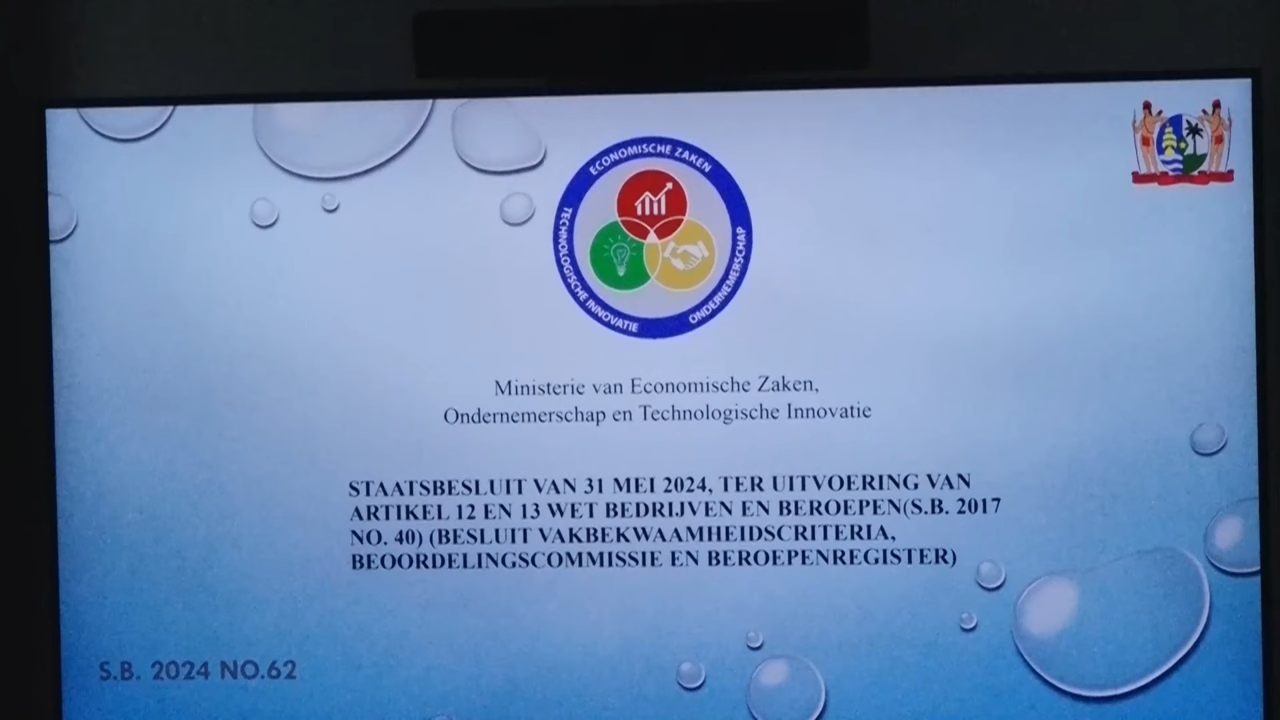 ECONOMISCHE ZAKEN
TECHNOLOGISCHE INNOVATIE
ONDERNEMERSCHAP
Ministerie van Economische Zaken,
Ondernemerschap en Technologische Innovatie
STAATSBESLUIT VAN 31 MEI 2024, TER UITVOERING VAN
ARTIKEL 12 EN 13 WET BEDRIJVEN EN BEROEPEN(S.B. 2017
NO. 40) (BESLUIT VAKBEKWAAMHEIDSCRITERIA,
BEOORDELINGSCOMMISSIE EN BEROEPENREGISTER)
S.B. 2024 NO.62